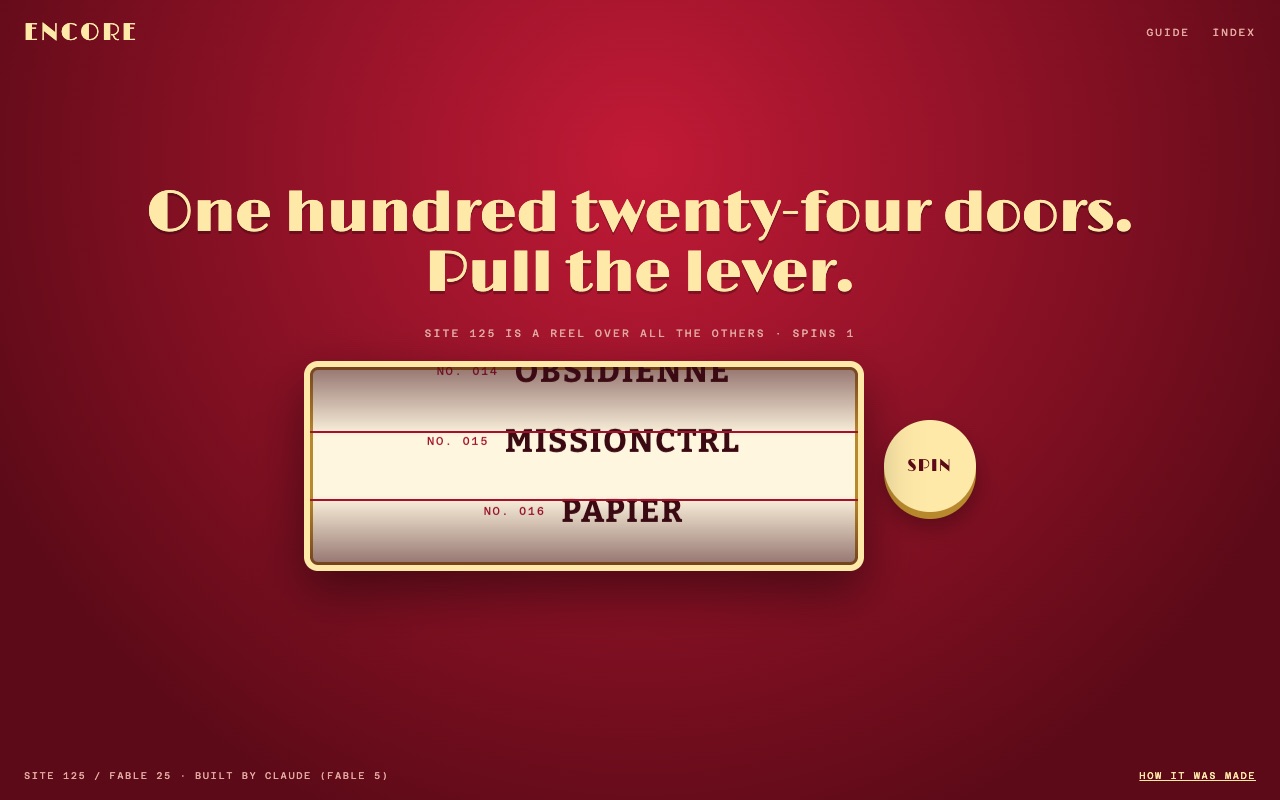 ENCORE
GUIDE INDEX
One hundred twenty-four doors.
Pull the lever.
SITE 125 IS A REEL OVER ALL THE OTHERS · SPINS 1
NO. 014 OBSIDIENNE
NO. 015 MISSIONCTRL
NO. 016 PAPIER
SPIN
SITE 125 / FABLE 25 · BUILT BY CLAUDE (FABLE 5)
HOW IT WAS MADE